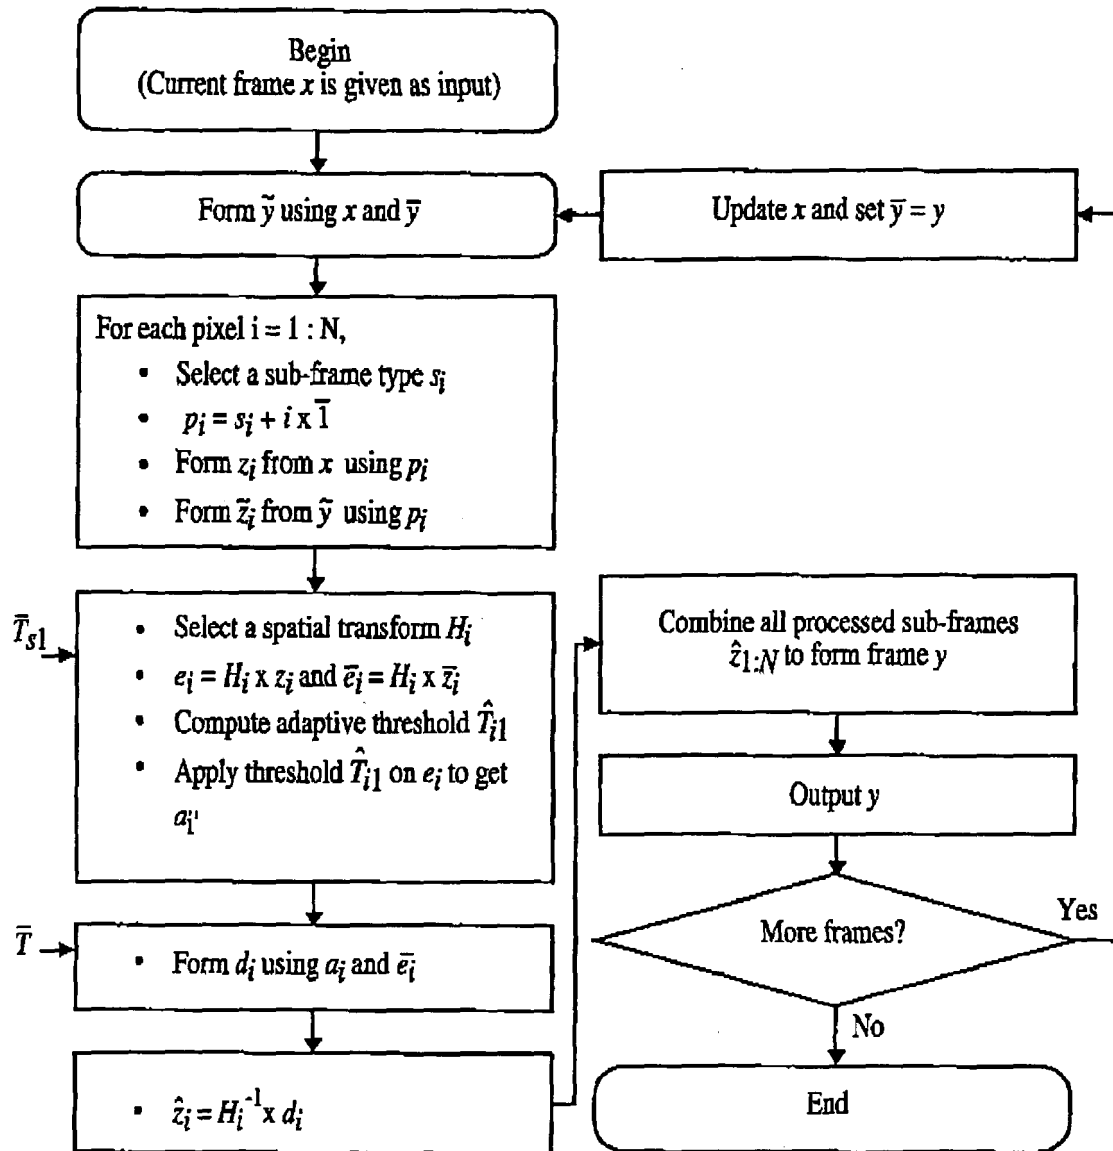 Begin
(Current frame x is given as input)
Form ỹ using x and ȳ
Update x and set ȳ = y
For each pixel i = 1 : N,
• Select a sub-frame type sᵢ
• pᵢ = sᵢ + i x 1̄
• Form zᵢ from x using pᵢ
• Form z̃ᵢ from ỹ using pᵢ
T̄s1
• Select a spatial transform Hᵢ
• eᵢ = Hᵢ x zᵢ and ēᵢ = Hᵢ x z̄ᵢ
• Compute adaptive threshold T̂i1
• Apply threshold T̂i1 on eᵢ to get
aᵢ'
T̄
• Form dᵢ using aᵢ and ēᵢ
• ẑᵢ = Hᵢ⁻¹ x dᵢ
Combine all processed sub-frames
ẑ1:N to form frame y
Output y
More frames?
Yes
No
End